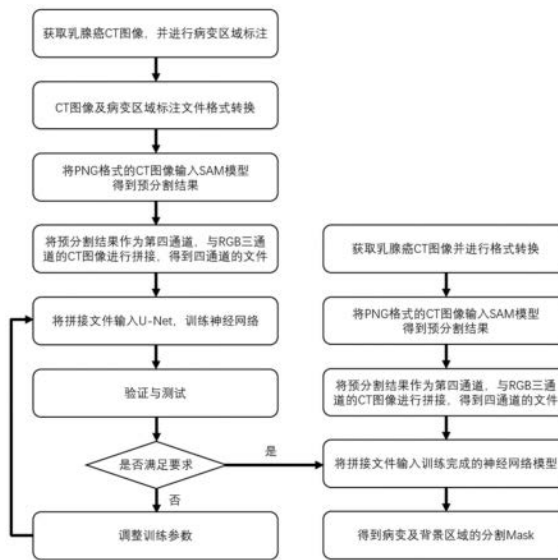 获取乳腺癌CT图像，并进行病变区域标注
CT图像及病变区域标注文件格式转换
将PNG格式的CT图像输入SAM模型
得到预分割结果
将预分割结果作为第四通道，与RGB三通
道的CT图像进行拼接，得到四通道的文件
将拼接文件输入U-Net，训练神经网络
验证与测试
是否满足要求
是
否
调整训练参数
获取乳腺癌CT图像并进行格式转换
将PNG格式的CT图像输入SAM模型
得到预分割结果
将预分割结果作为第四通道，与RGB三通
道的CT图像进行拼接，得到四通道的文件
将拼接文件输入训练完成的神经网络模型
得到病变及背景区域的分割Mask